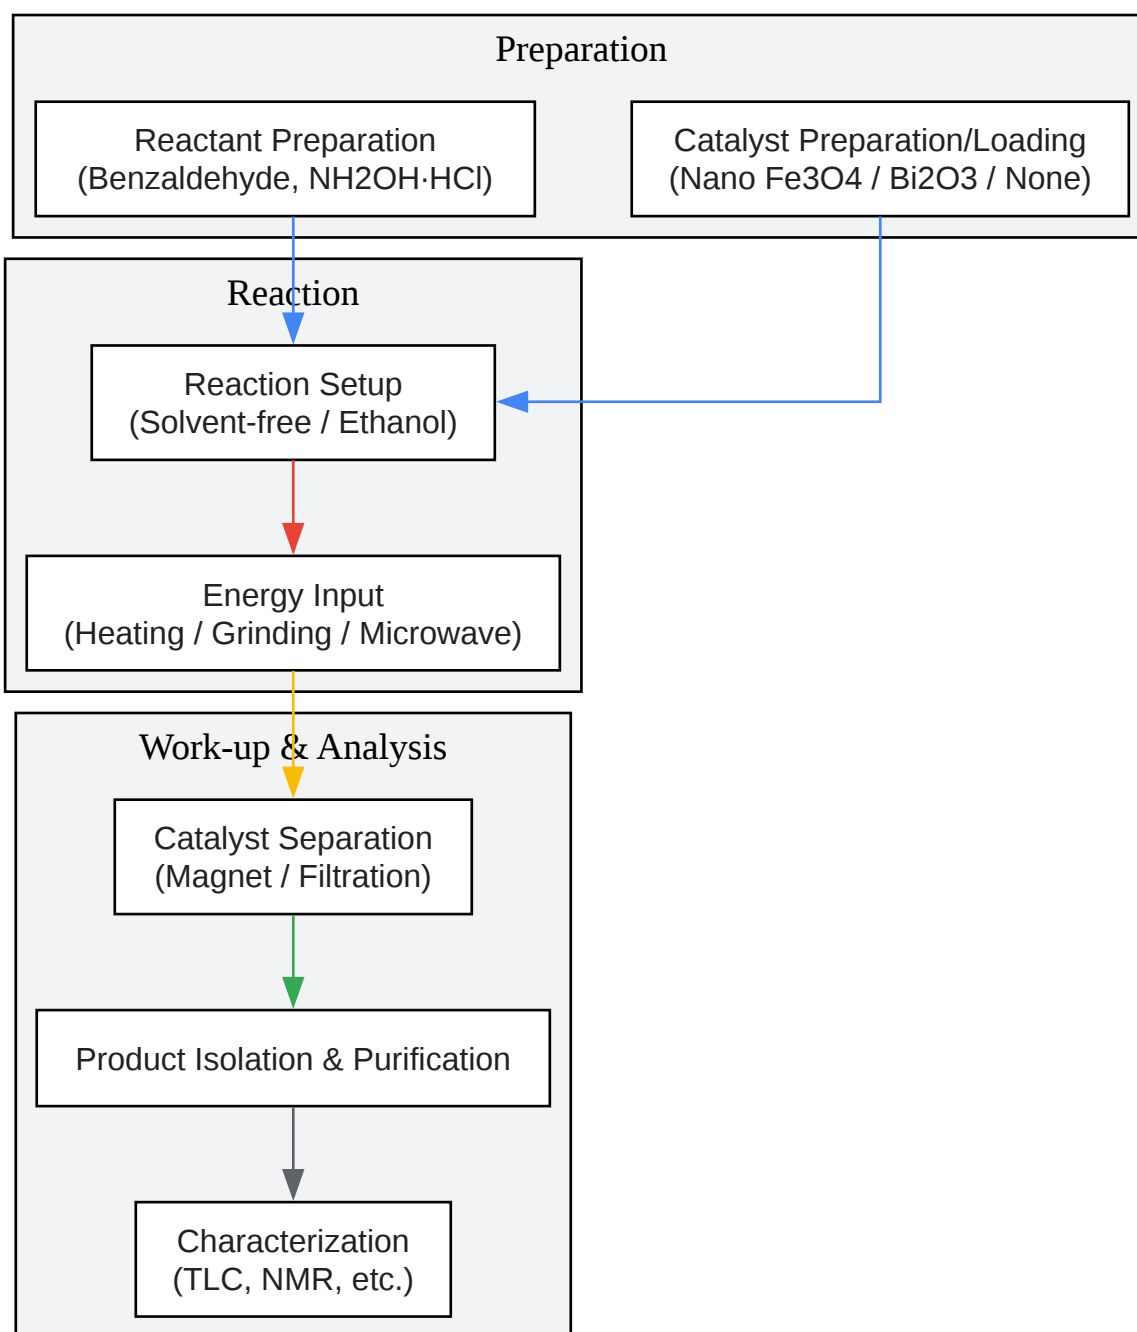 Preparation
Reactant Preparation
(Benzaldehyde, NH2OH·HCl)
Catalyst Preparation/Loading
(Nano Fe3O4 / Bi2O3 / None)
Reaction
Reaction Setup
(Solvent-free / Ethanol)
Energy Input
(Heating / Grinding / Microwave)
Work-up & Analysis
Catalyst Separation
(Magnet / Filtration)
Product Isolation & Purification
Characterization
(TLC, NMR, etc.)